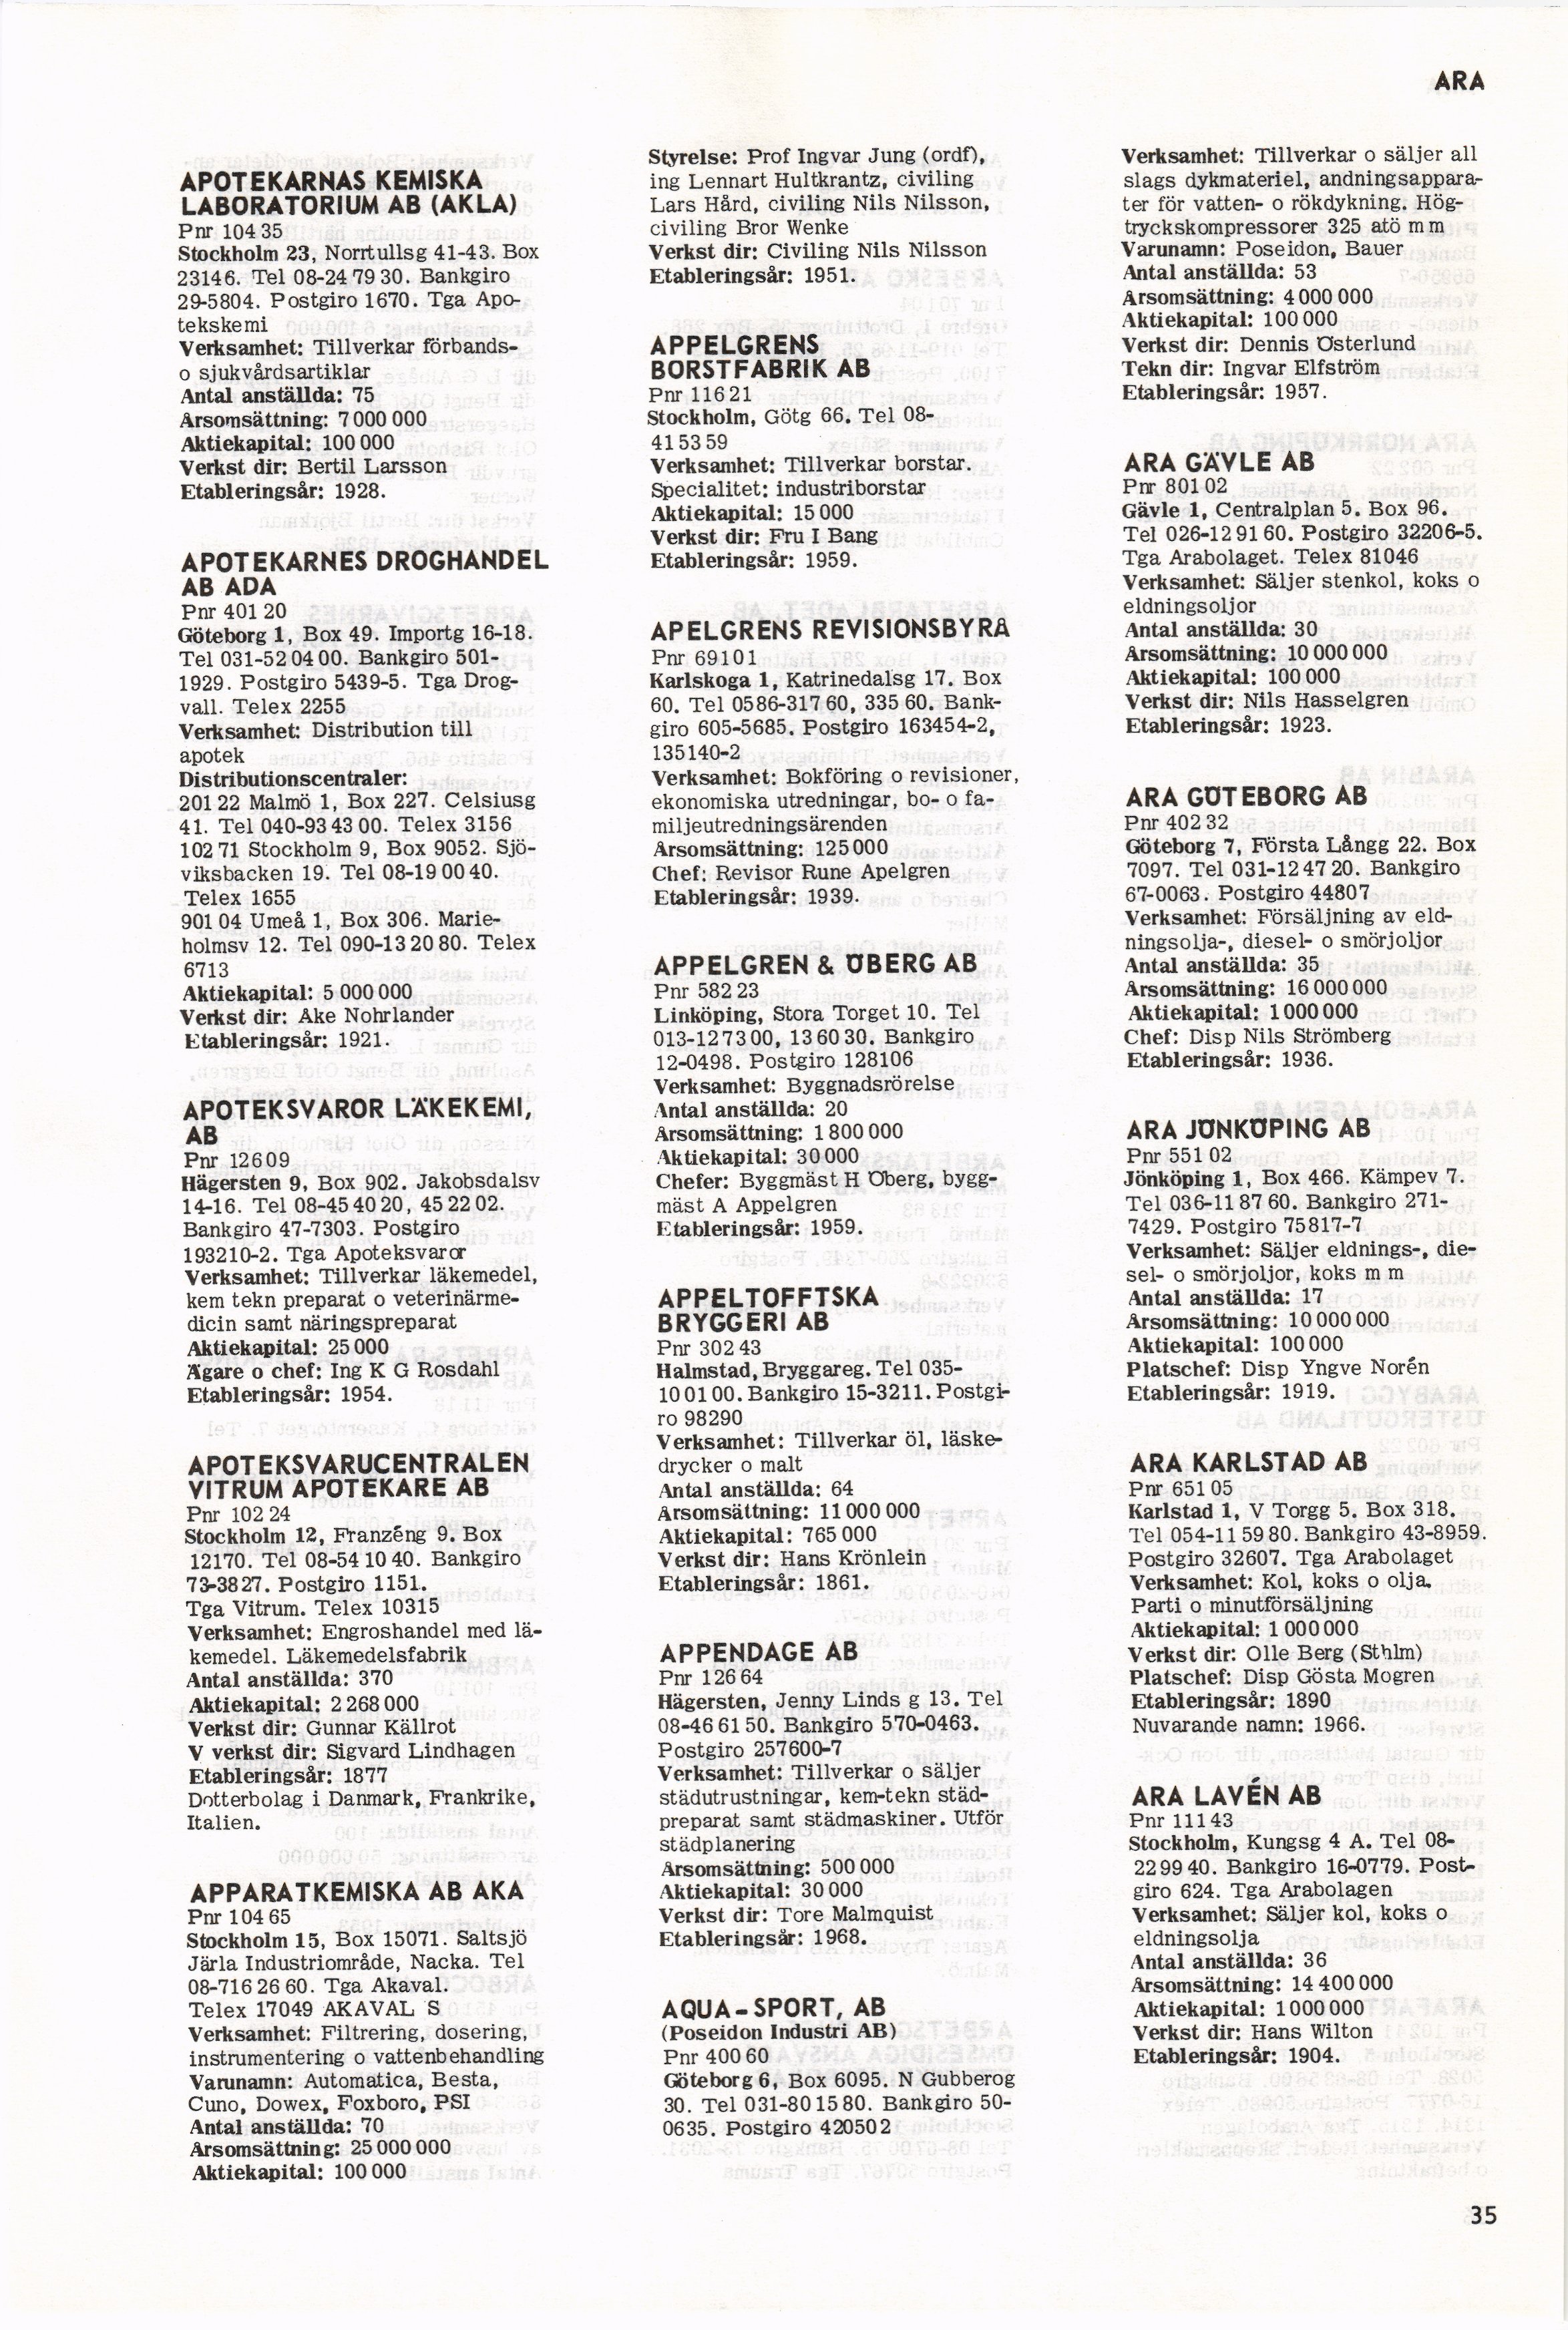 ARA
APOTEKARNAS KEMISKA
LABORATORIUM AB (AKLA)
Pnr 104 35
Stockholm 23, Norrtullsg 41-43. Box
23146. Tel 08-24 79 30. Bankgiro
29-5804. Postgiro 1670. Tga Apo-
tekskemi
Verksamhet: Tillverkar förbands-
o sjukvårdsartiklar
Antal anställda: 75
Årsomsättning: 7 000 000
Aktiekapital: 100 000
Verkst dir: Bertil Larsson
Etableringsår: 1928.
APOTEKARNES DROGHANDEL
AB ADA
Pnr 401 20
Göteborg 1, Box 49. Importg 16-18.
Tel 031-52 04 00. Bankgiro 501-
1929. Postgiro 5439-5. Tga Drog-
vall. Telex 2255
Verksamhet: Distribution till
apotek
Distributionscentraler:
201 22 Malmö 1, Box 227. Celsiusg
41. Tel 040-93 43 00. Telex 3156
102 71 Stockholm 9, Box 9052. Sjö-
viksbacken 19. Tel 08-19 00 40.
Telex 1655
901 04 Umeå 1, Box 306. Marie-
holmsv 12. Tel 090-13 20 80. Telex
6713
Aktiekapital: 5 000 000
Verkst dir: Åke Nohrlander
Etableringsår: 1921.
APOTEKSVAROR LÄKEKEMI,
AB
Pnr 126 09
Hägersten 9, Box 902. Jakobsdalsv
14-16. Tel 08-45 40 20, 45 22 02.
Bankgiro 47-7303. Postgiro
193210-2. Tga Apoteksvaror
Verksamhet: Tillverkar läkemedel,
kem tekn preparat o veterinärme-
dicin samt näringspreparat
Aktiekapital: 25 000
Ägare o chef: Ing K G Rosdahl
Etableringsår: 1954.
APOTEKSVARUCENTRALEN
VITRUM APOTEKARE AB
Pnr 102 24
Stockholm 12, Franzéng 9. Box
12170. Tel 08-54 10 40. Bankgiro
73-3827. Postgiro 1151.
Tga Vitrum. Telex 10315
Verksamhet: Engroshandel med lä-
kemedel. Läkemedelsfabrik
Antal anställda: 370
Aktiekapital: 2 268 000
Verkst dir: Gunnar Källrot
V verkst dir: Sigvard Lindhagen
Etableringsår: 1877
Dotterbolag i Danmark, Frankrike,
Italien.
APPARATKEMISKA AB AKA
Pnr 104 65
Stockholm 15, Box 15071. Saltsjö
Järla Industriområde, Nacka. Tel
08-716 26 60. Tga Akaval.
Telex 17049 AKAVAL S
Verksamhet: Filtrering, dosering,
instrumentering o vattenbehandling
Varunamn: Automatica, Besta,
Cuno, Dowex, Foxboro, PSI
Antal anställda: 70
Årsomsättning: 25 000 000
Aktiekapital: 100 000
Styrelse: Prof Ingvar Jung (ordf),
ing Lennart Hultkrantz, civiling
Lars Hård, civiling Nils Nilsson,
civiling Bror Wenke
Verkst dir: Civiling Nils Nilsson
Etableringsår: 1951.
APPELGRENS
BORSTFABRIK AB
Pnr 116 21
Stockholm, Götg 66. Tel 08-
41 53 59
Verksamhet: Tillverkar borstar.
Specialitet: industriborstar
Aktiekapital: 15 000
Verkst dir: Fru I Bang
Etableringsår: 1959.
APELGRENS REVISIONSBYRÅ
Pnr 691 01
Karlskoga 1, Katrinedalsg 17. Box
60. Tel 0586-317 60, 335 60. Bank-
giro 605-5685. Postgiro 163454-2,
135140-2
Verksamhet: Bokföring o revisioner,
ekonomiska utredningar, bo- o fa-
miljeutredningsärenden
Årsomsättning: 125 000
Chef: Revisor Rune Apelgren
Etableringsår: 1939.
APPELGREN & ÖBERG AB
Pnr 582 23
Linköping, Stora Torget 10. Tel
013-12 73 00, 13 60 30. Bankgiro
12-0498. Postgiro 128106
Verksamhet: Byggnadsrörelse
Antal anställda: 20
Årsomsättning: 1 800 000
Aktiekapital: 30 000
Chefer: Byggmäst H Öberg, bygg-
mäst A Appelgren
Etableringsår: 1959.
APPELTOFFTSKA
BRYGGERI AB
Pnr 302 43
Halmstad, Bryggareg. Tel 035-
10 01 00. Bankgiro 15-3211. Postgi-
ro 98290
Verksamhet: Tillverkar öl, läske-
drycker o malt
Antal anställda: 64
Årsomsättning: 11 000 000
Aktiekapital: 765 000
Verkst dir: Hans Krönlein
Etableringsår: 1861.
APPENDAGE AB
Pnr 126 64
Hägersten, Jenny Linds g 13. Tel
08-46 61 50. Bankgiro 570-0463.
Postgiro 257600-7
Verksamhet: Tillverkar o säljer
städutrustningar, kem-tekn städ-
preparat samt städmaskiner. Utför
städplanering
Årsomsättning: 500 000
Aktiekapital: 30 000
Verkst dir: Tore Malmquist
Etableringsår: 1968.
AQUA-SPORT, AB
(Poseidon Industri AB)
Pnr 400 60
Göteborg 6, Box 6095. N Gubberog
30. Tel 031-80 15 80. Bankgiro 50-
0635. Postgiro 420502
Verksamhet: Tillverkar o säljer all
slags dykmateriel, andningsappara-
ter för vatten- o rökdykning. Hög-
tryckskompressorer 325 atö m m
Varunamn: Poseidon, Bauer
Antal anställda: 53
Årsomsättning: 4 000 000
Aktiekapital: 100 000
Verkst dir: Dennis Österlund
Tekn dir: Ingvar Elfström
Etableringsår: 1957.
ARA GÄVLE AB
Pnr 801 02
Gävle 1, Centralplan 5. Box 96.
Tel 026-12 91 60. Postgiro 32206-5.
Tga Arabolaget. Telex 81046
Verksamhet: Säljer stenkol, koks o
eldningsoljor
Antal anställda: 30
Årsomsättning: 10 000 000
Aktiekapital: 100 000
Verkst dir: Nils Hasselgren
Etableringsår: 1923.
ARA GÖTEBORG AB
Pnr 402 32
Göteborg 7, Första Långg 22. Box
7097. Tel 031-12 47 20. Bankgiro
67-0063. Postgiro 44807
Verksamhet: Försäljning av eld-
ningsolja-, diesel- o smörjoljor
Antal anställda: 35
Årsomsättning: 16 000 000
Aktiekapital: 1 000 000
Chef: Disp Nils Strömberg
Etableringsår: 1936.
ARA JÖNKÖPING AB
Pnr 551 02
Jönköping 1, Box 466. Kämpev 7.
Tel 036-11 87 60. Bankgiro 271-
7429. Postgiro 75817-7
Verksamhet: Säljer eldnings-, die-
sel- o smörjoljor, koks m m
Antal anställda: 17
Årsomsättning: 10 000 000
Aktiekapital: 100 000
Platschef: Disp Yngve Norén
Etableringsår: 1919.
ARA KARLSTAD AB
Pnr 651 05
Karlstad 1, V Torgg 5. Box 318.
Tel 054-11 59 80. Bankgiro 43-8959.
Postgiro 32607. Tga Arabolaget
Verksamhet: Kol, koks o olja.
Parti o minutförsäljning
Aktiekapital: 1 000 000
Verkst dir: Olle Berg (Sthlm)
Platschef: Disp Gösta Mogren
Etableringsår: 1890
Nuvarande namn: 1966.
ARA LAVÉN AB
Pnr 111 43
Stockholm, Kungsg 4 A. Tel 08-
22 99 40. Bankgiro 16-0779. Post-
giro 624. Tga Arabolagen
Verksamhet: Säljer kol, koks o
eldningsolja
Antal anställda: 36
Årsomsättning: 14 400 000
Aktiekapital: 1 000 000
Verkst dir: Hans Wilton
Etableringsår: 1904.
35